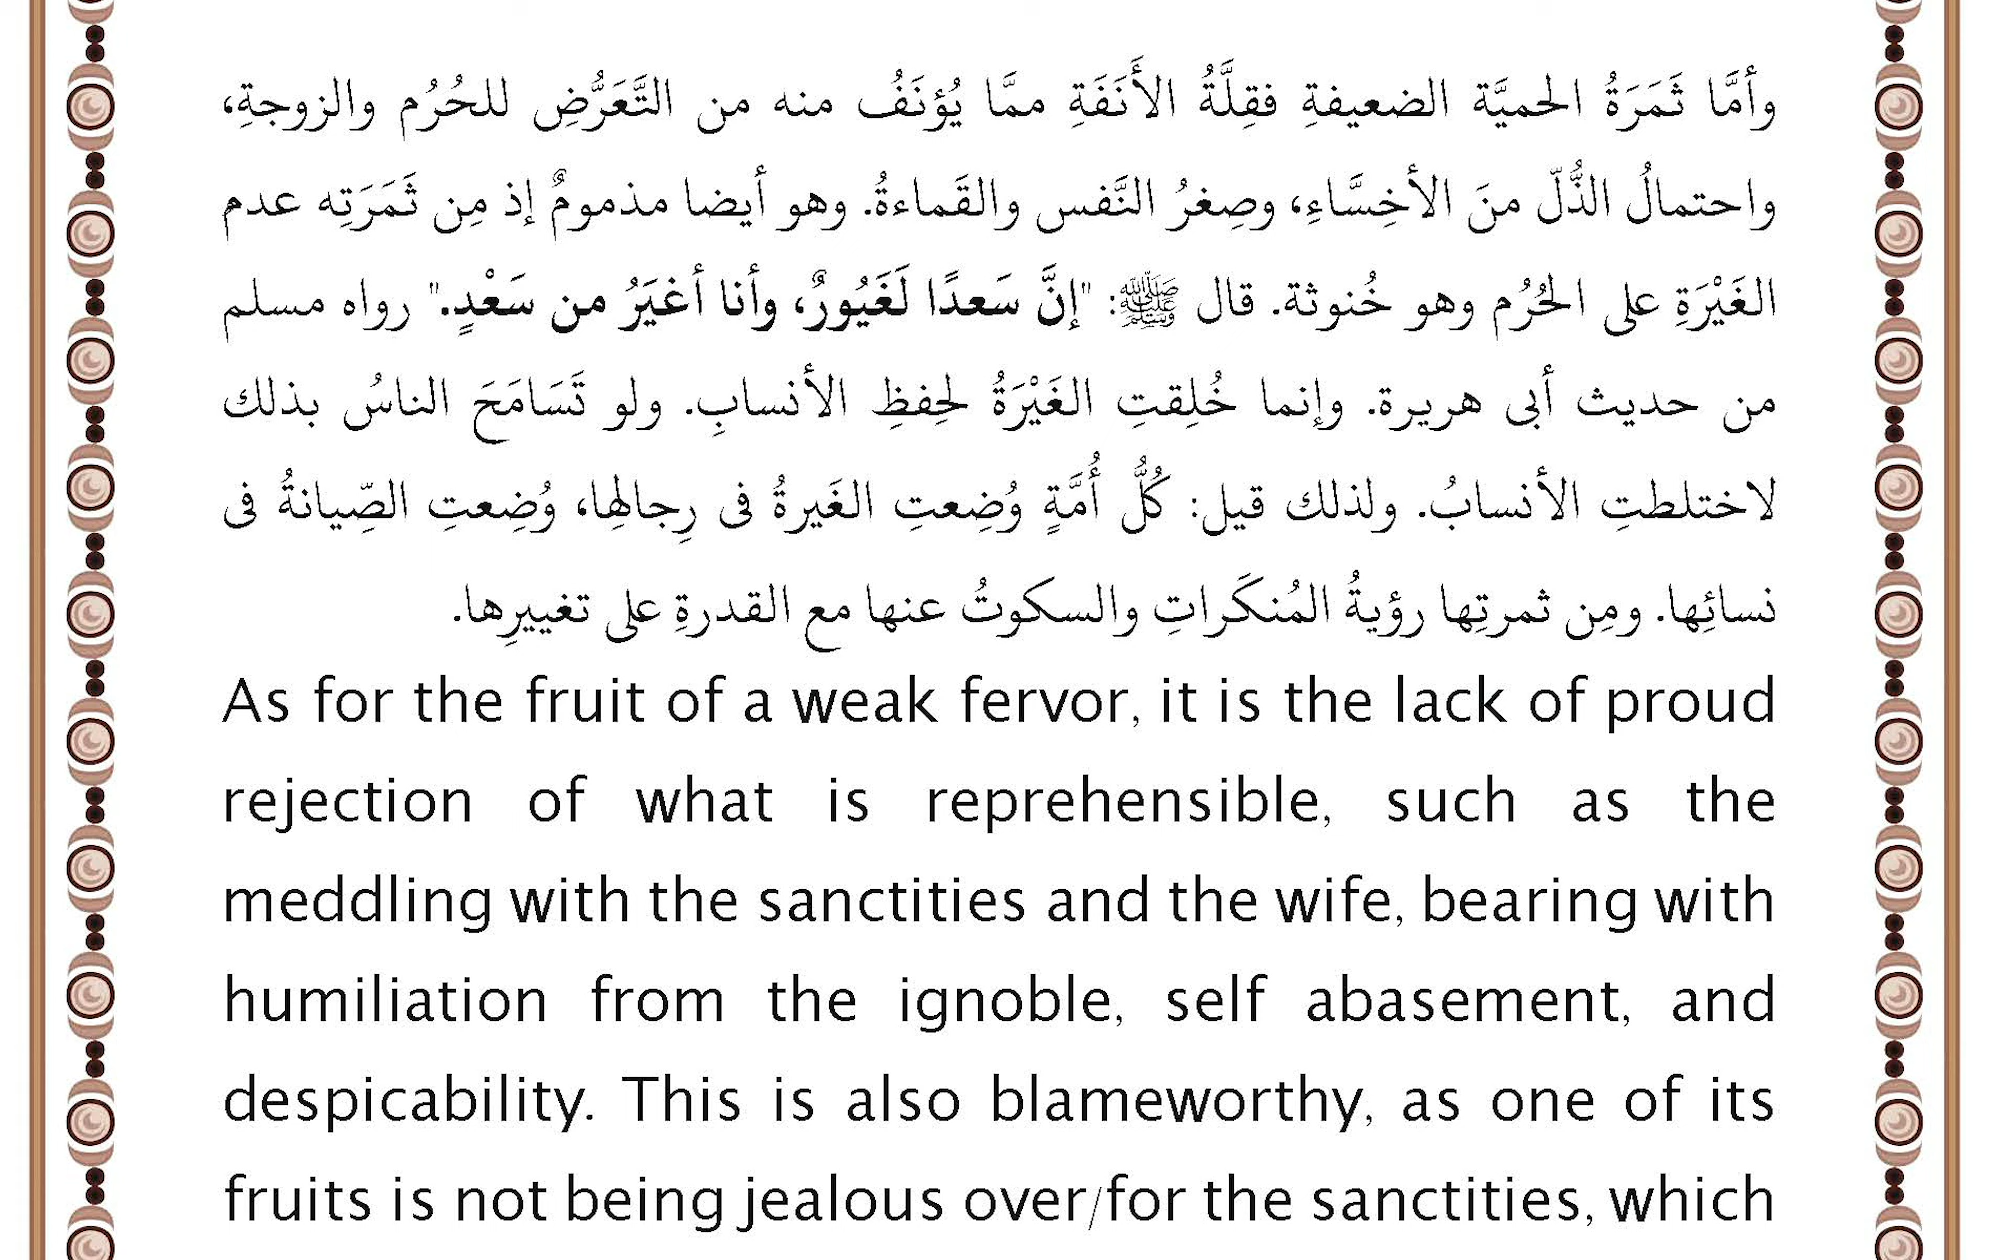 وأمَّا ثَمَرَةُ الحميَّة الضعيفةِ فقِلَّةُ الأَنَفَةِ ممَّا يُؤنَفُ منه من التَّعَرُّضِ للحُرُم والزوجةِ،
واحتمالُ الذُّلّ منَ الأخِسَّاءِ، وصِغرُ النَّفس والقَماءةُ. وهو أيضا مذمومٌ إذ مِن ثَمَرَتِه عدم
الغَيْرَةِ على الحُرُم وهو خُنوثة. قال ﷺ: "إنَّ سَعدًا لَغَيُورٌ، وأنا أغيَرُ من سَعْدٍ." رواه مسلم
من حديث أبى هريرة. وإنما خُلِقتِ الغَيْرَةُ لحِفظِ الأنسابِ. ولو تَسَامَحَ الناسُ بذلك
لاختلطتِ الأنسابُ. ولذلك قيل: كُلُّ أُمَّةٍ وُضِعتِ الغَيرةُ فى رِجالِها، وُضِعتِ الصِّيانةُ فى
نسائِها. ومِن ثمرتِها رؤيةُ المُنكَراتِ والسكوتُ عنها مع القدرةِ على تغييرِها.
As for the fruit of a weak fervor, it is the lack of proud
rejection of what is reprehensible, such as the
meddling with the sanctities and the wife, bearing with
humiliation from the ignoble, self abasement, and
despicability. This is also blameworthy, as one of its
fruits is not being jealous over/for the sanctities, which